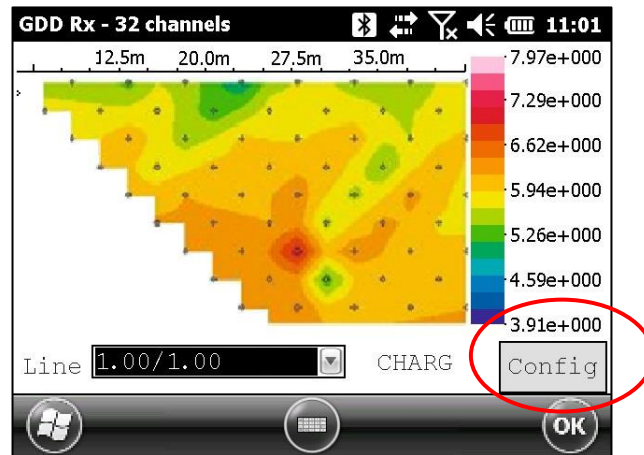 GDD Rx - 32 channels 11:01
12.5m 20.0m 27.5m 35.0m
7.97e+000
7.29e+000
6.62e+000
5.94e+000
5.26e+000
4.59e+000
3.91e+000
Line 1.00/1.00 CHARG Config
OK